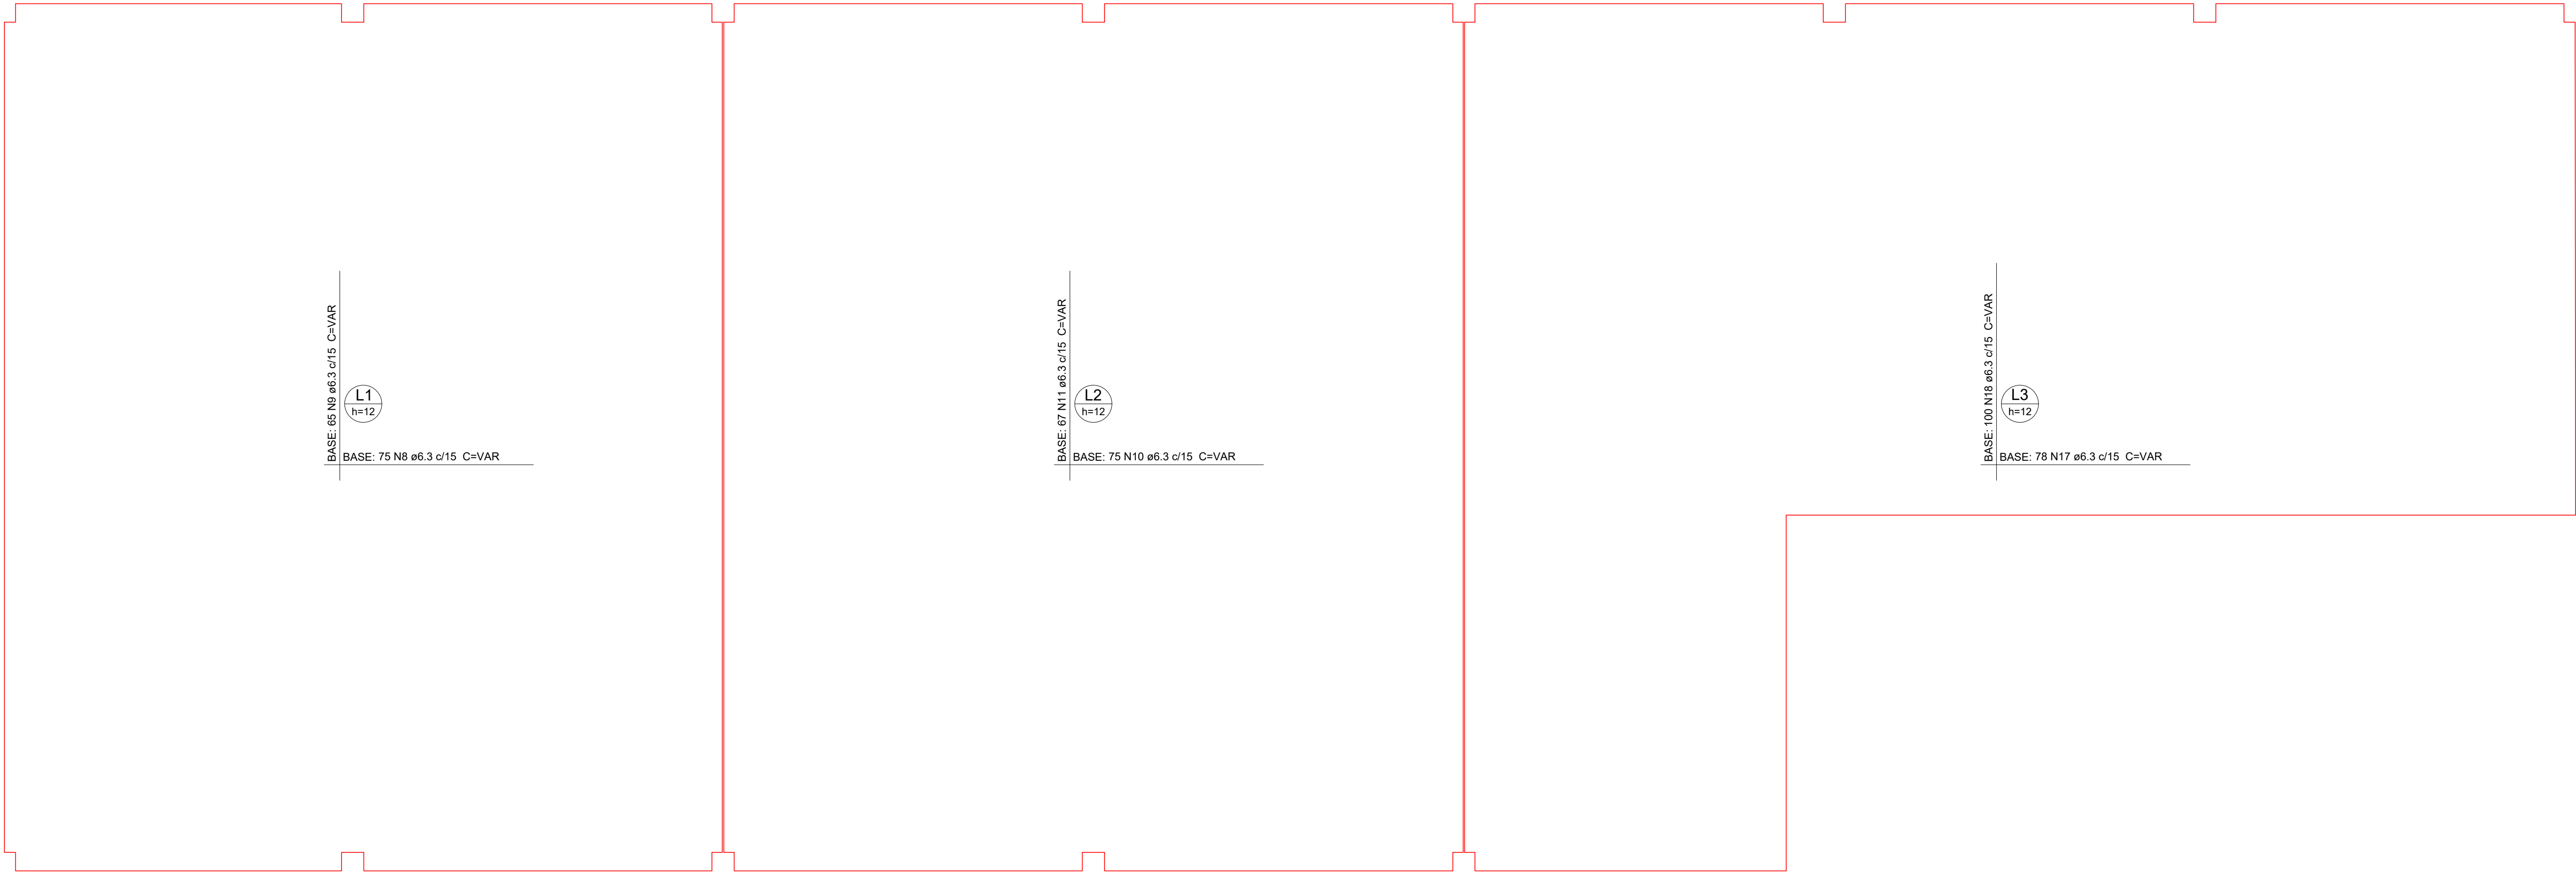 BASE: 65 N9 ø6.3 c/15  C=VAR
L1
h=12
BASE: 75 N8 ø6.3 c/15  C=VAR
BASE: 67 N11 ø6.3 c/15  C=VAR
L2
h=12
BASE: 75 N10 ø6.3 c/15  C=VAR
BASE: 100 N18 ø6.3 c/15  C=VAR
L3
h=12
BASE: 78 N17 ø6.3 c/15  C=VAR